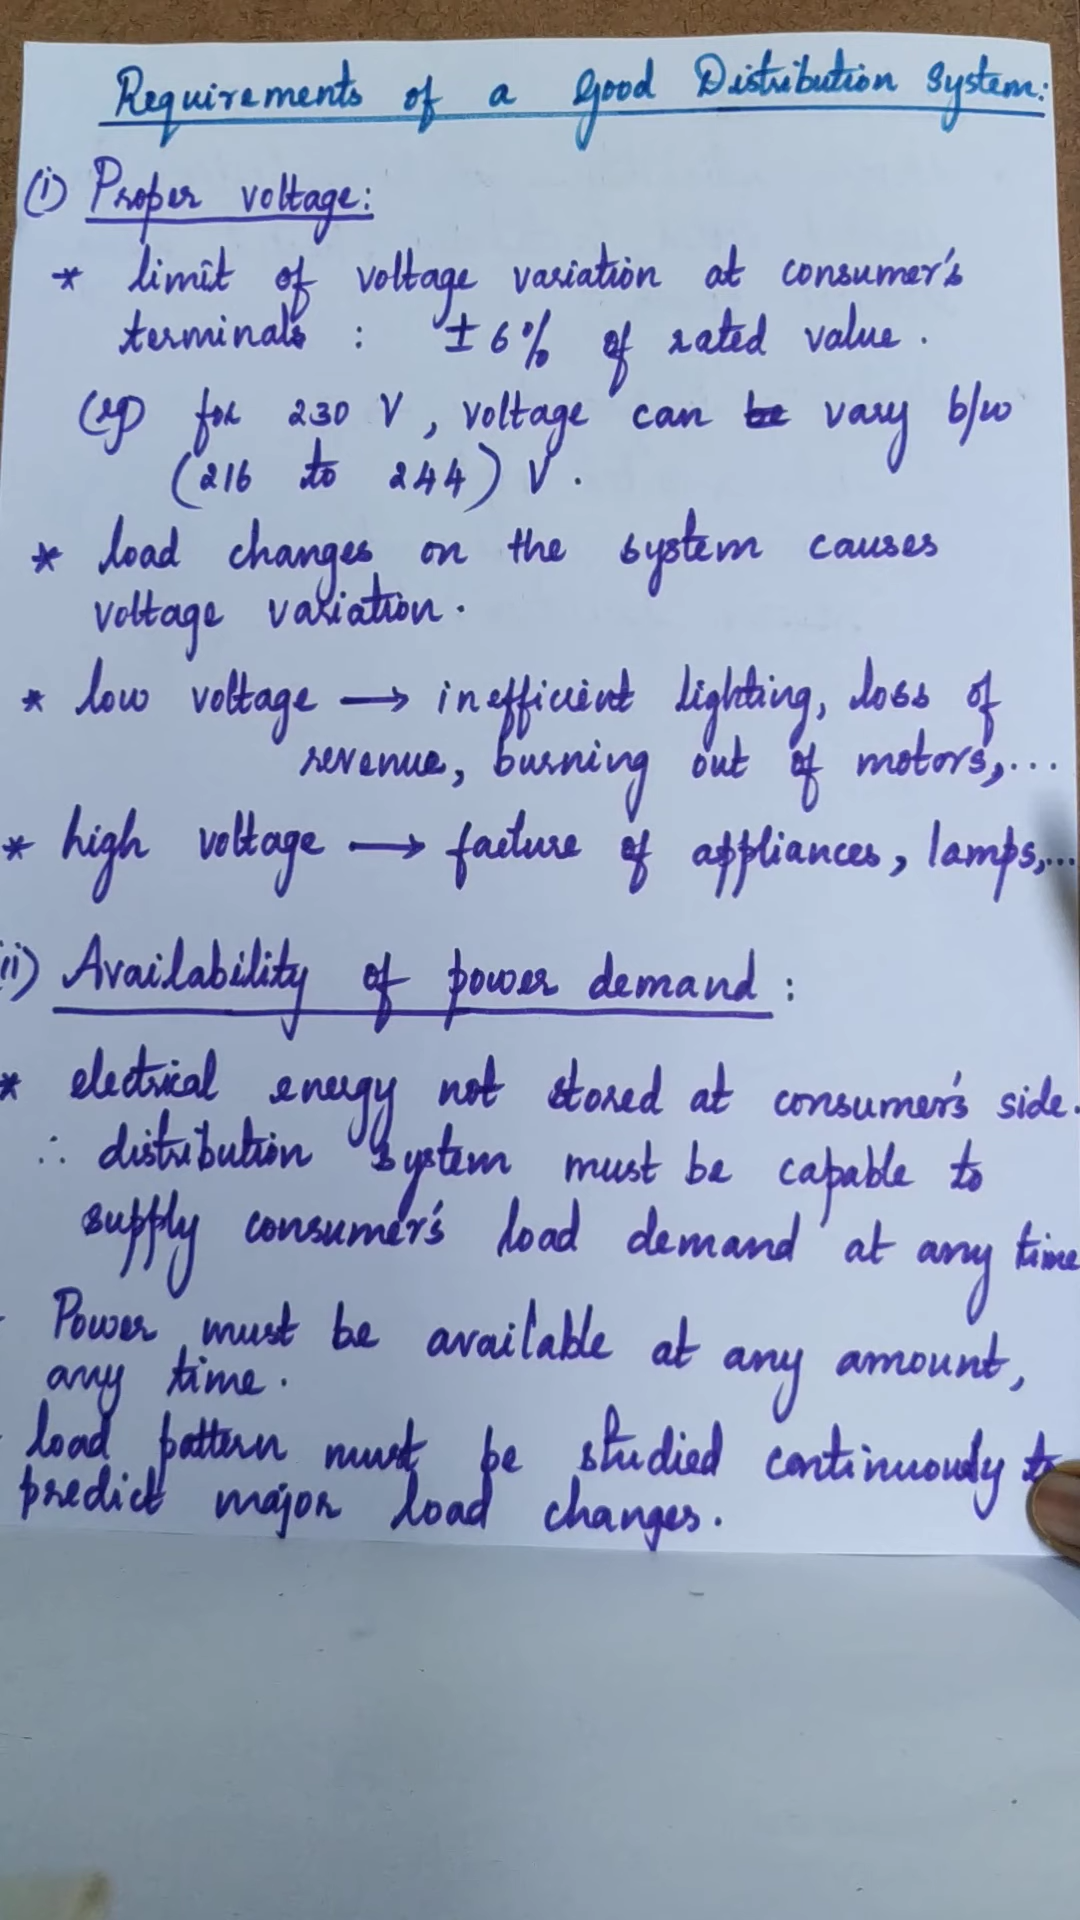 Requirements of a Good Distribution System:
(i) Proper voltage:
* limit of voltage variation at consumer's
terminals : ±6% of rated value.
(eg) for 230 V, voltage can be vary b/w
(216 to 244) V.
* load changes on the system causes
voltage variation.
* low voltage → inefficient lighting, loss of
revenue, burning out of motors,...
* high voltage → failure of appliances, lamps,...
ii) Availability of power demand :
* electrical energy not stored at consumer's side.
∴ distribution system must be capable to
supply consumer's load demand at any time
Power must be available at any amount,
any time.
load pattern must be studied continuously to
predict major load changes.